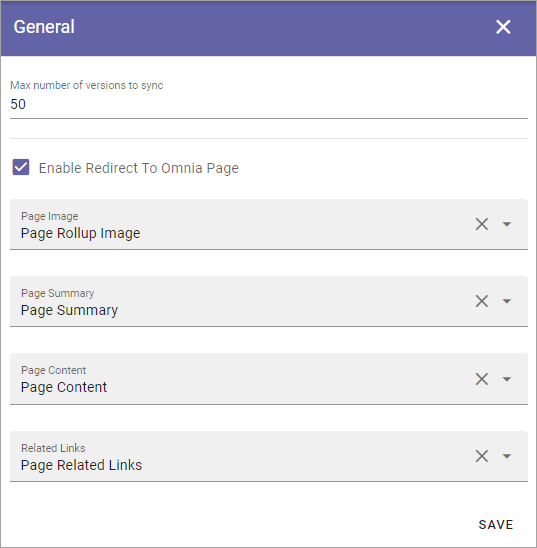 General
Max number of versions to sync
50
Enable Redirect To Omnia Page
Page Image
Page Rollup Image
Page Summary
Page Summary
Page Content
Page Content
Related Links
Page Related Links
SAVE